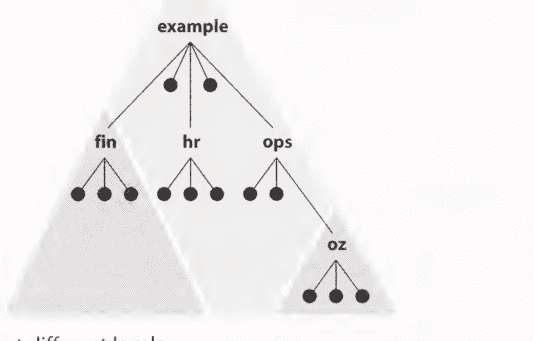 example
fin hr ops
oz
different levels